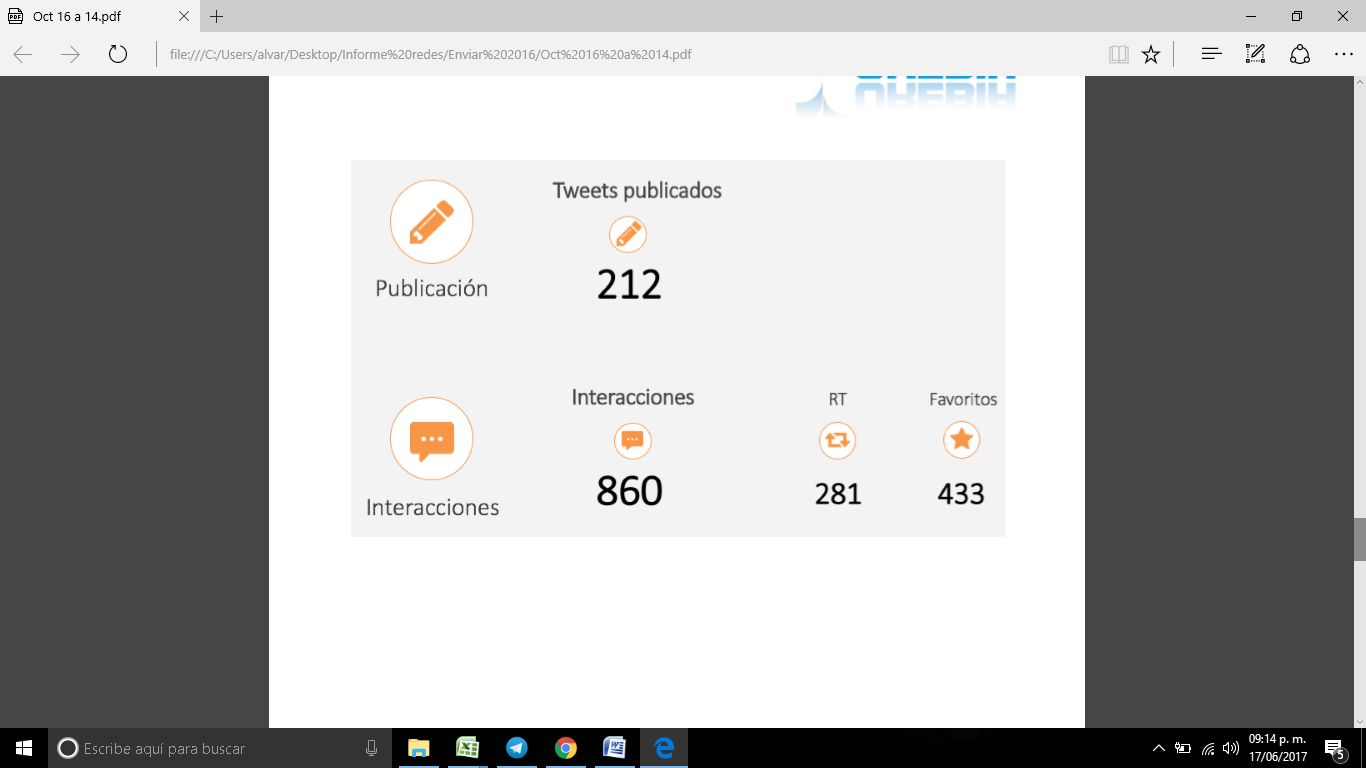 Oct 16 a 14.pdf
file:///C:/Users/alvar/Desktop/Informe%20redes/Enviar%202016/Oct%2016%20a%2014.pdf
Tweets publicados
Publicación
212
Interacciones
RT
Favoritos
860
281
433
Interacciones
Escribe aquí para buscar
09:14 p. m.
17/06/2017
5